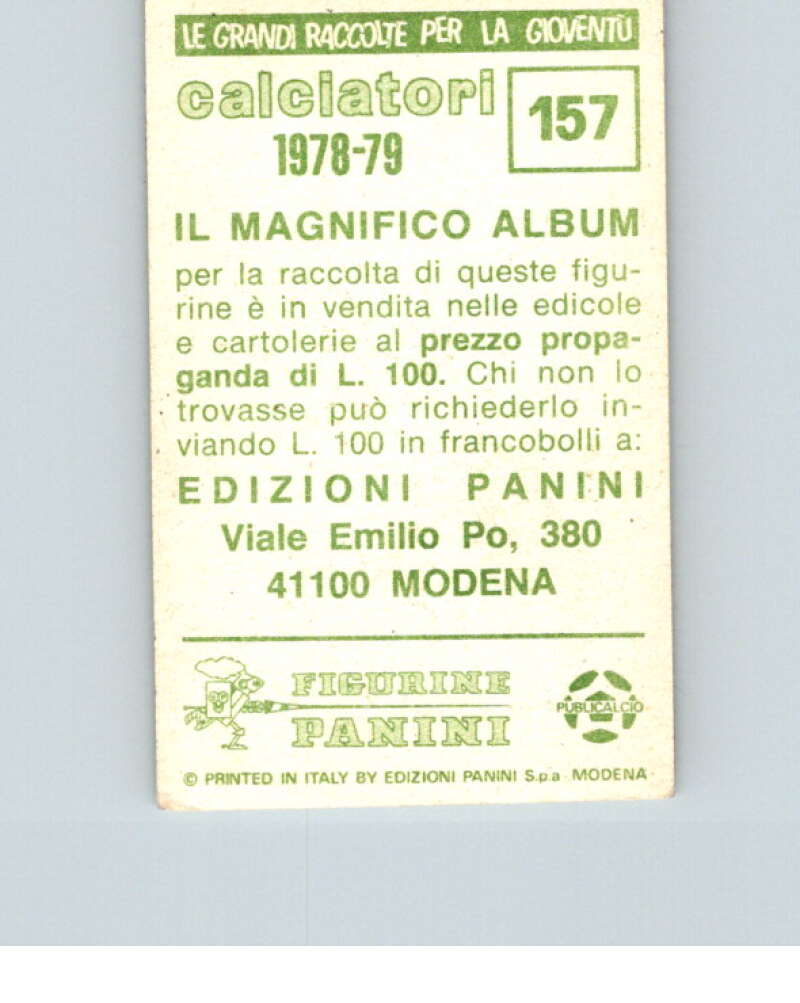 LE GRANDI RACCOLTE PER LA GIOVENTÙ
calciatori
1978-79
157
IL MAGNIFICO ALBUM
per la raccolta di queste figu-
rine è in vendita nelle edicole
e cartolerie al prezzo propa-
ganda di L. 100. Chi non lo
trovasse può richiederlo in-
viando L. 100 in francobolli a:
EDIZIONI PANINI
Viale Emilio Po, 380
41100 MODENA
FIGURINE
PANINI
PUBLICALCIO
© PRINTED IN ITALY BY EDIZIONI PANINI S.p.a. MODENA